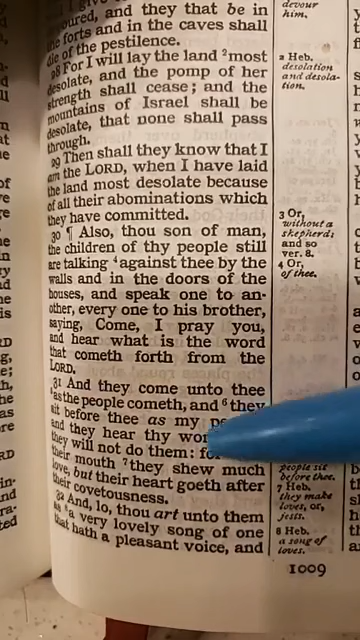 oured, and they that be in
the forts and in the caves shall
die of the pestilence.
28 For I will lay the land ²most
desolate, and the pomp of her
strength shall cease; and the
mountains of Israel shall be
desolate, that none shall pass
through.
29 Then shall they know that I
am the LORD, when I have laid
the land most desolate because
of all their abominations which
they have committed.
30 ¶ Also, thou son of man,
the children of thy people still
are talking ⁴against thee by the
walls and in the doors of the
houses, and speak one to an-
other, every one to his brother,
saying, Come, I pray you,
and hear what is the word
that cometh forth from the
LORD.
31 And they come unto thee
as the people cometh, and ⁶they
sit before thee as my
and they hear thy
they will not do them:
their mouth ⁷they shew much
love, but their heart goeth after
their covetousness.
32 And, lo, thou art unto them
as ⁸a very lovely song of one
that hath a pleasant voice, and
devour
him.
2 Heb.
desolation
and desola-
tion.
3 Or,
without a
shepherd;
and so
ver. 8.
4 Or,
of thee.
people sit
before thee.
7 Heb.
they make
loves, or,
jests.
8 Heb.
a song of
loves.
1009